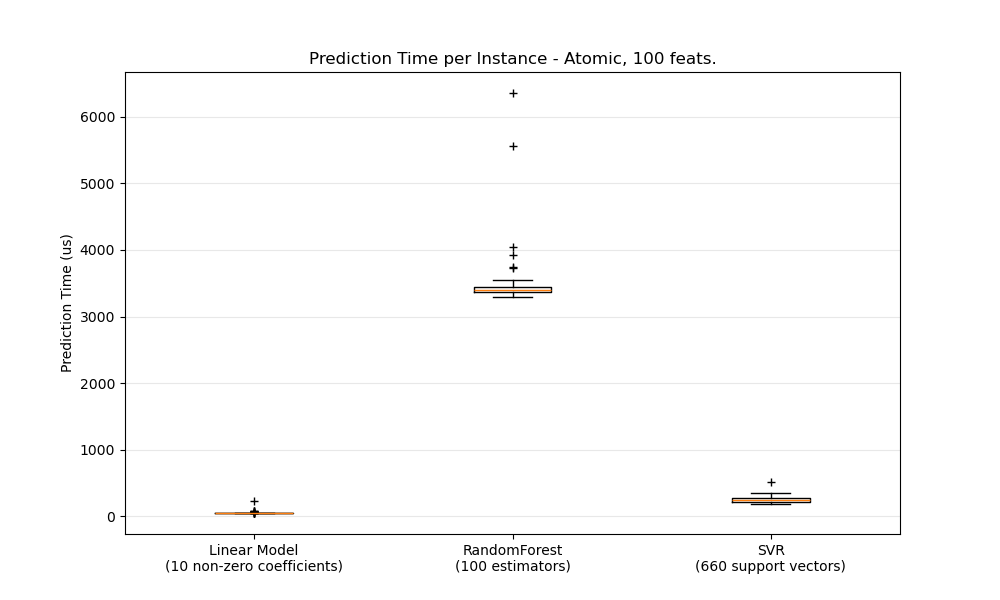 Prediction Time per Instance - Atomic, 100 feats.
Prediction Time (us)
6000
5000
4000
3000
2000
1000
0
Linear Model
(10 non-zero coefficients)
RandomForest
(100 estimators)
SVR
(660 support vectors)